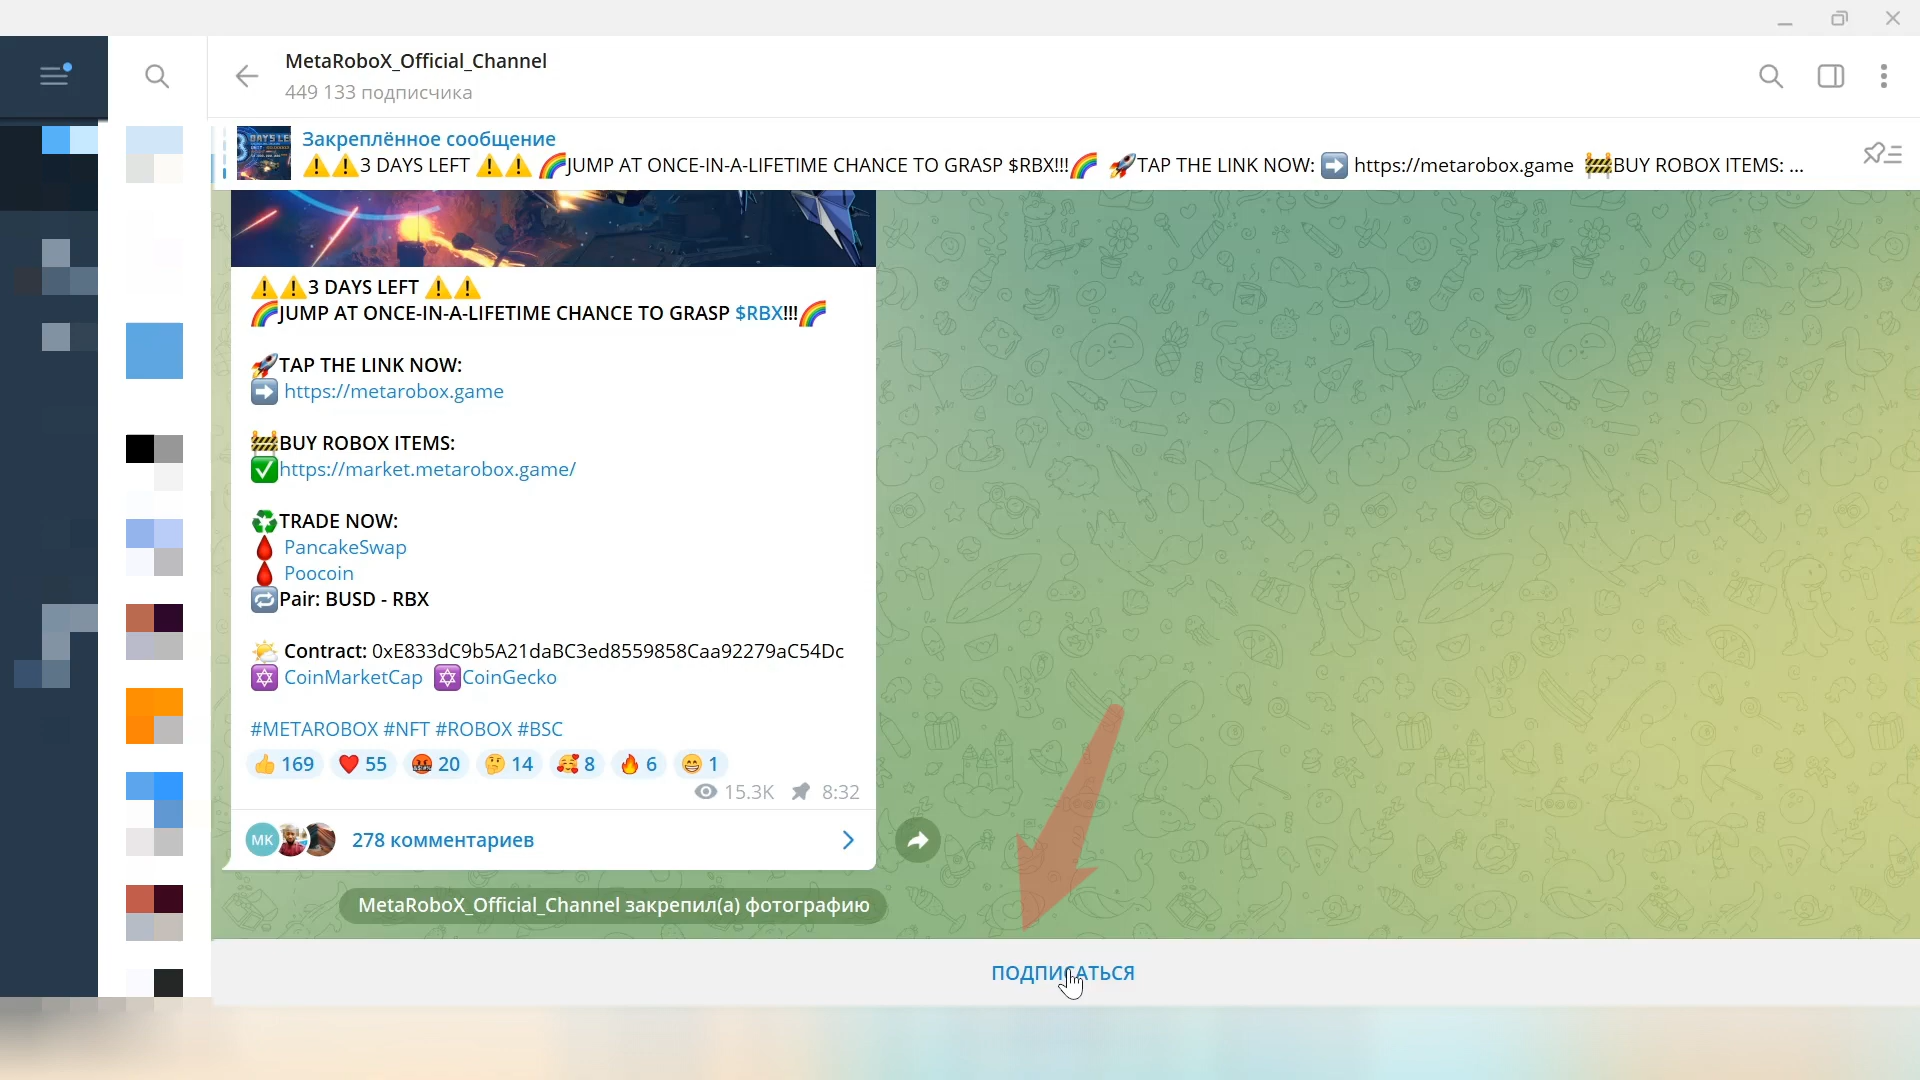 MetaRoboX_Official_Channel
449 133 подписчика
Закреплённое сообщение
⚠️⚠️3 DAYS LEFT ⚠️⚠️ 🌈JUMP AT ONCE-IN-A-LIFETIME CHANCE TO GRASP $RBX!!!🌈 🚀TAP THE LINK NOW: ➡️ https://metarobox.game 🚧BUY ROBOX ITEMS: ...
⚠️⚠️3 DAYS LEFT ⚠️⚠️
🌈JUMP AT ONCE-IN-A-LIFETIME CHANCE TO GRASP $RBX!!!🌈
🚀TAP THE LINK NOW:
➡️ https://metarobox.game
🚧BUY ROBOX ITEMS:
✅https://market.metarobox.game/
♻️TRADE NOW:
🩸 PancakeSwap
🩸 Poocoin
🔁Pair: BUSD - RBX
🌤 Contract: 0xE833dC9b5A21daBC3ed8559858Caa92279aC54Dc
🔯 CoinMarketCap 🔯CoinGecko
#METAROBOX #NFT #ROBOX #BSC
👍 169 ❤️ 55 🤬 20 🤔 14 🥰 8 🔥 6 😁 1
15.3K 8:32
MK 278 комментариев
MetaRoboX_Official_Channel закрепил(а) фотографию
ПОДПИСАТЬСЯ